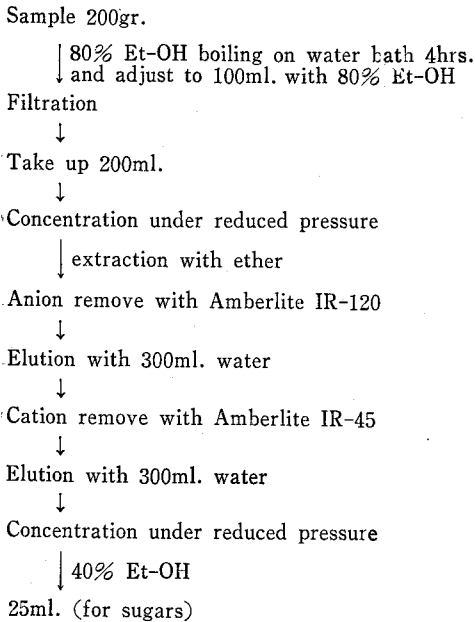 Sample 200gr.
80% Et-OH boiling on water bath 4hrs.
and adjust to 100ml. with 80% Et-OH
Filtration
Take up 200ml.
Concentration under reduced pressure
extraction with ether
Anion remove with Amberlite IR-120
Elution with 300ml. water
Cation remove with Amberlite IR-45
Elution with 300ml. water
Concentration under reduced pressure
40% Et-OH
25ml. (for sugars)